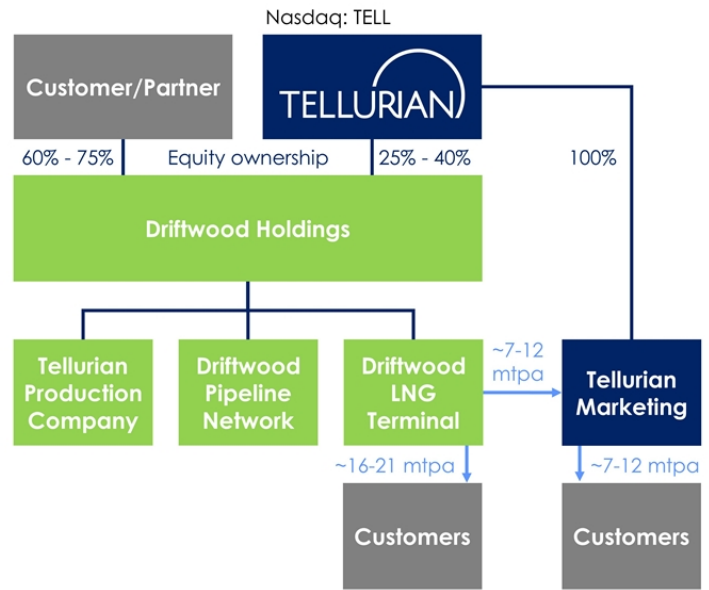 Nasdaq: TELL
Customer/Partner
TELLURIAN
60% - 75%
Equity ownership
25% - 40%
100%
Driftwood Holdings
Tellurian
Production
Company
Driftwood
Pipeline
Network
Driftwood
LNG
Terminal
~7-12
mtpa
Tellurian
Marketing
~16-21 mtpa
~7-12 mtpa
Customers
Customers